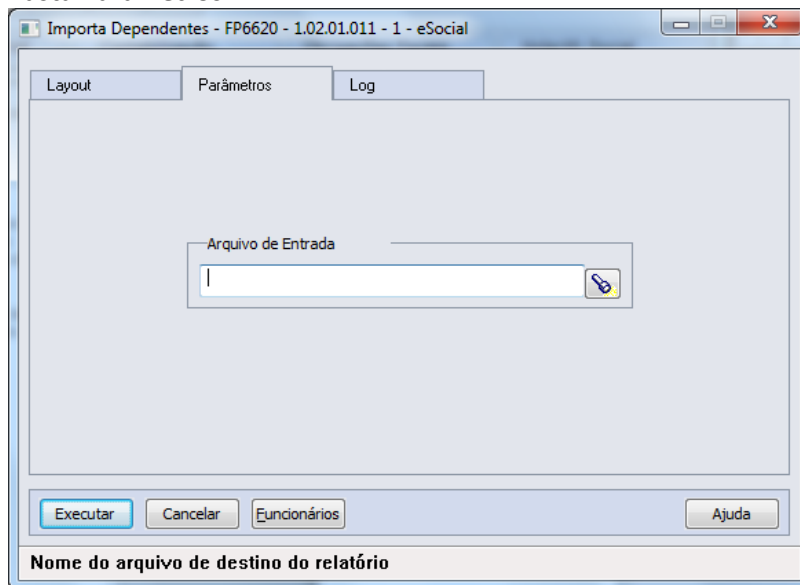 Importa Dependentes - FP6620 - 1.02.01.011 - 1 - eSocial
Layout Parâmetros Log
Arquivo de Entrada
Executar Cancelar Funcionários Ajuda
Nome do arquivo de destino do relatório